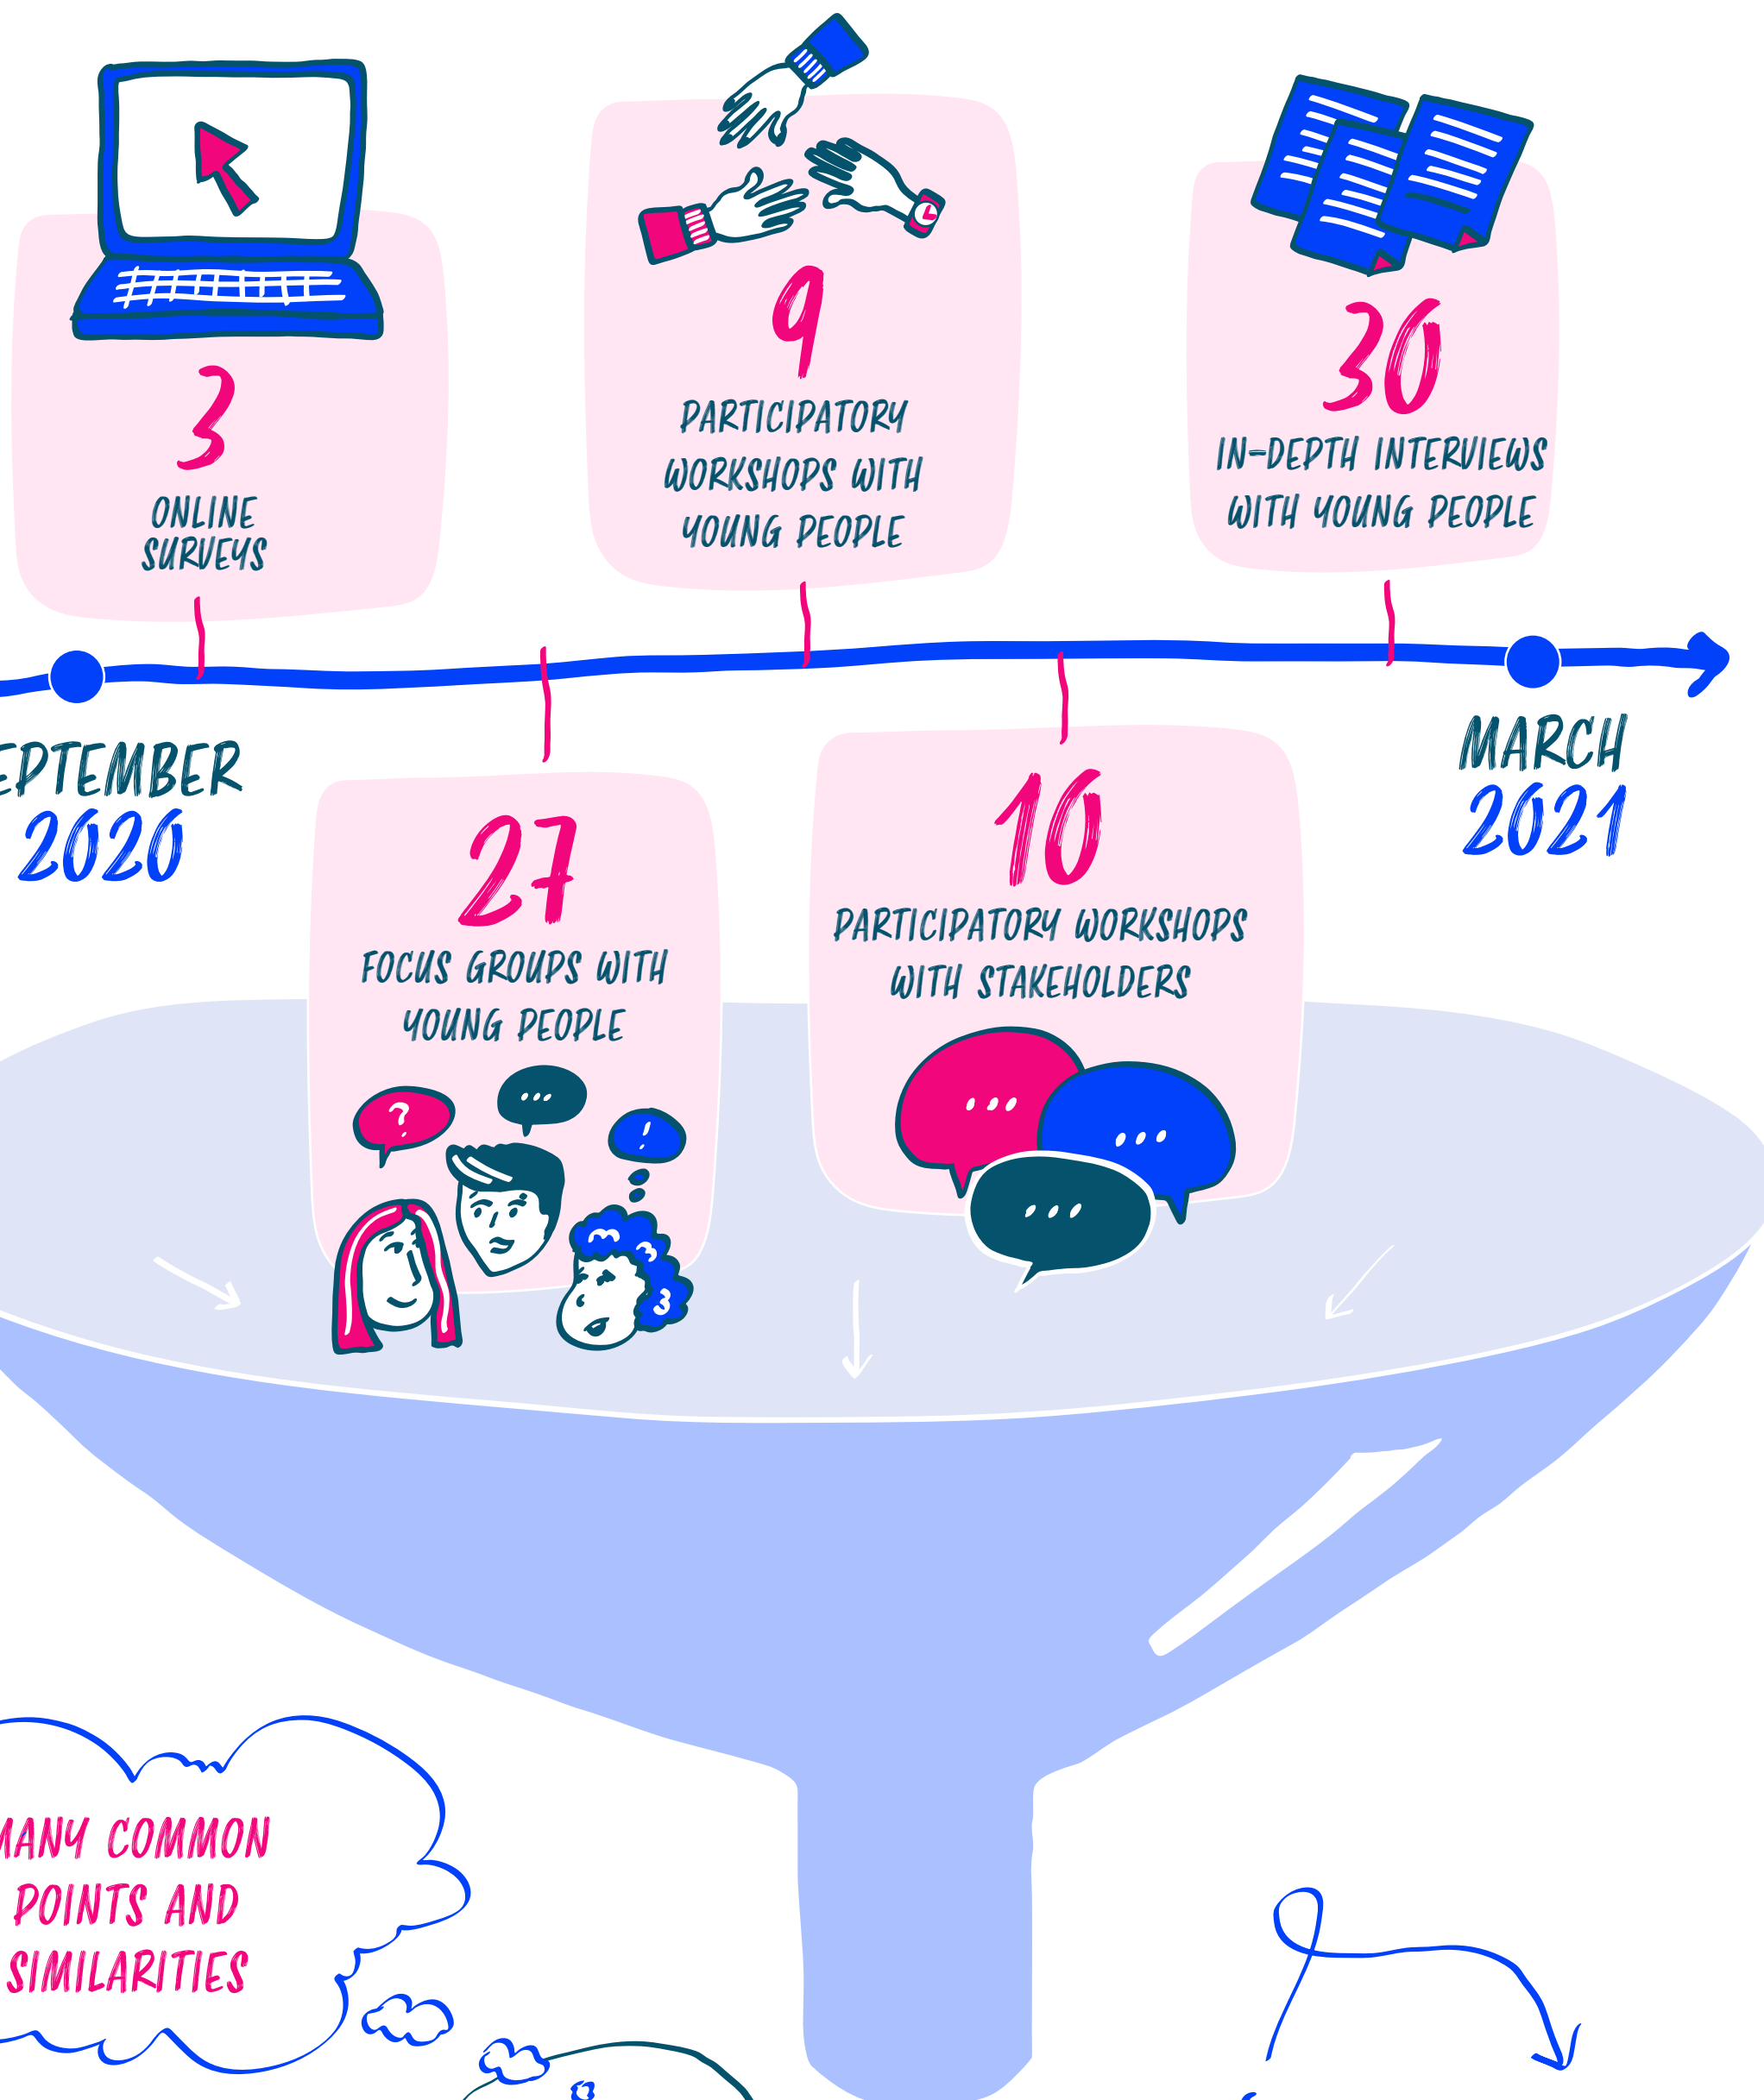 3
ONLINE
SURVEYS
9
PARTICIPATORY
WORKSHOPS WITH
YOUNG PEOPLE
30
IN-DEPTH INTERVIEWS
WITH YOUNG PEOPLE
EPTEMBER
2020
MARCH
2021
27
FOCUS GROUPS WITH
YOUNG PEOPLE
?
...
!
10
PARTICIPATORY WORKSHOPS
WITH STAKEHOLDERS
...
...
...
MANY COMMON
POINTS AND
SIMILARITIES